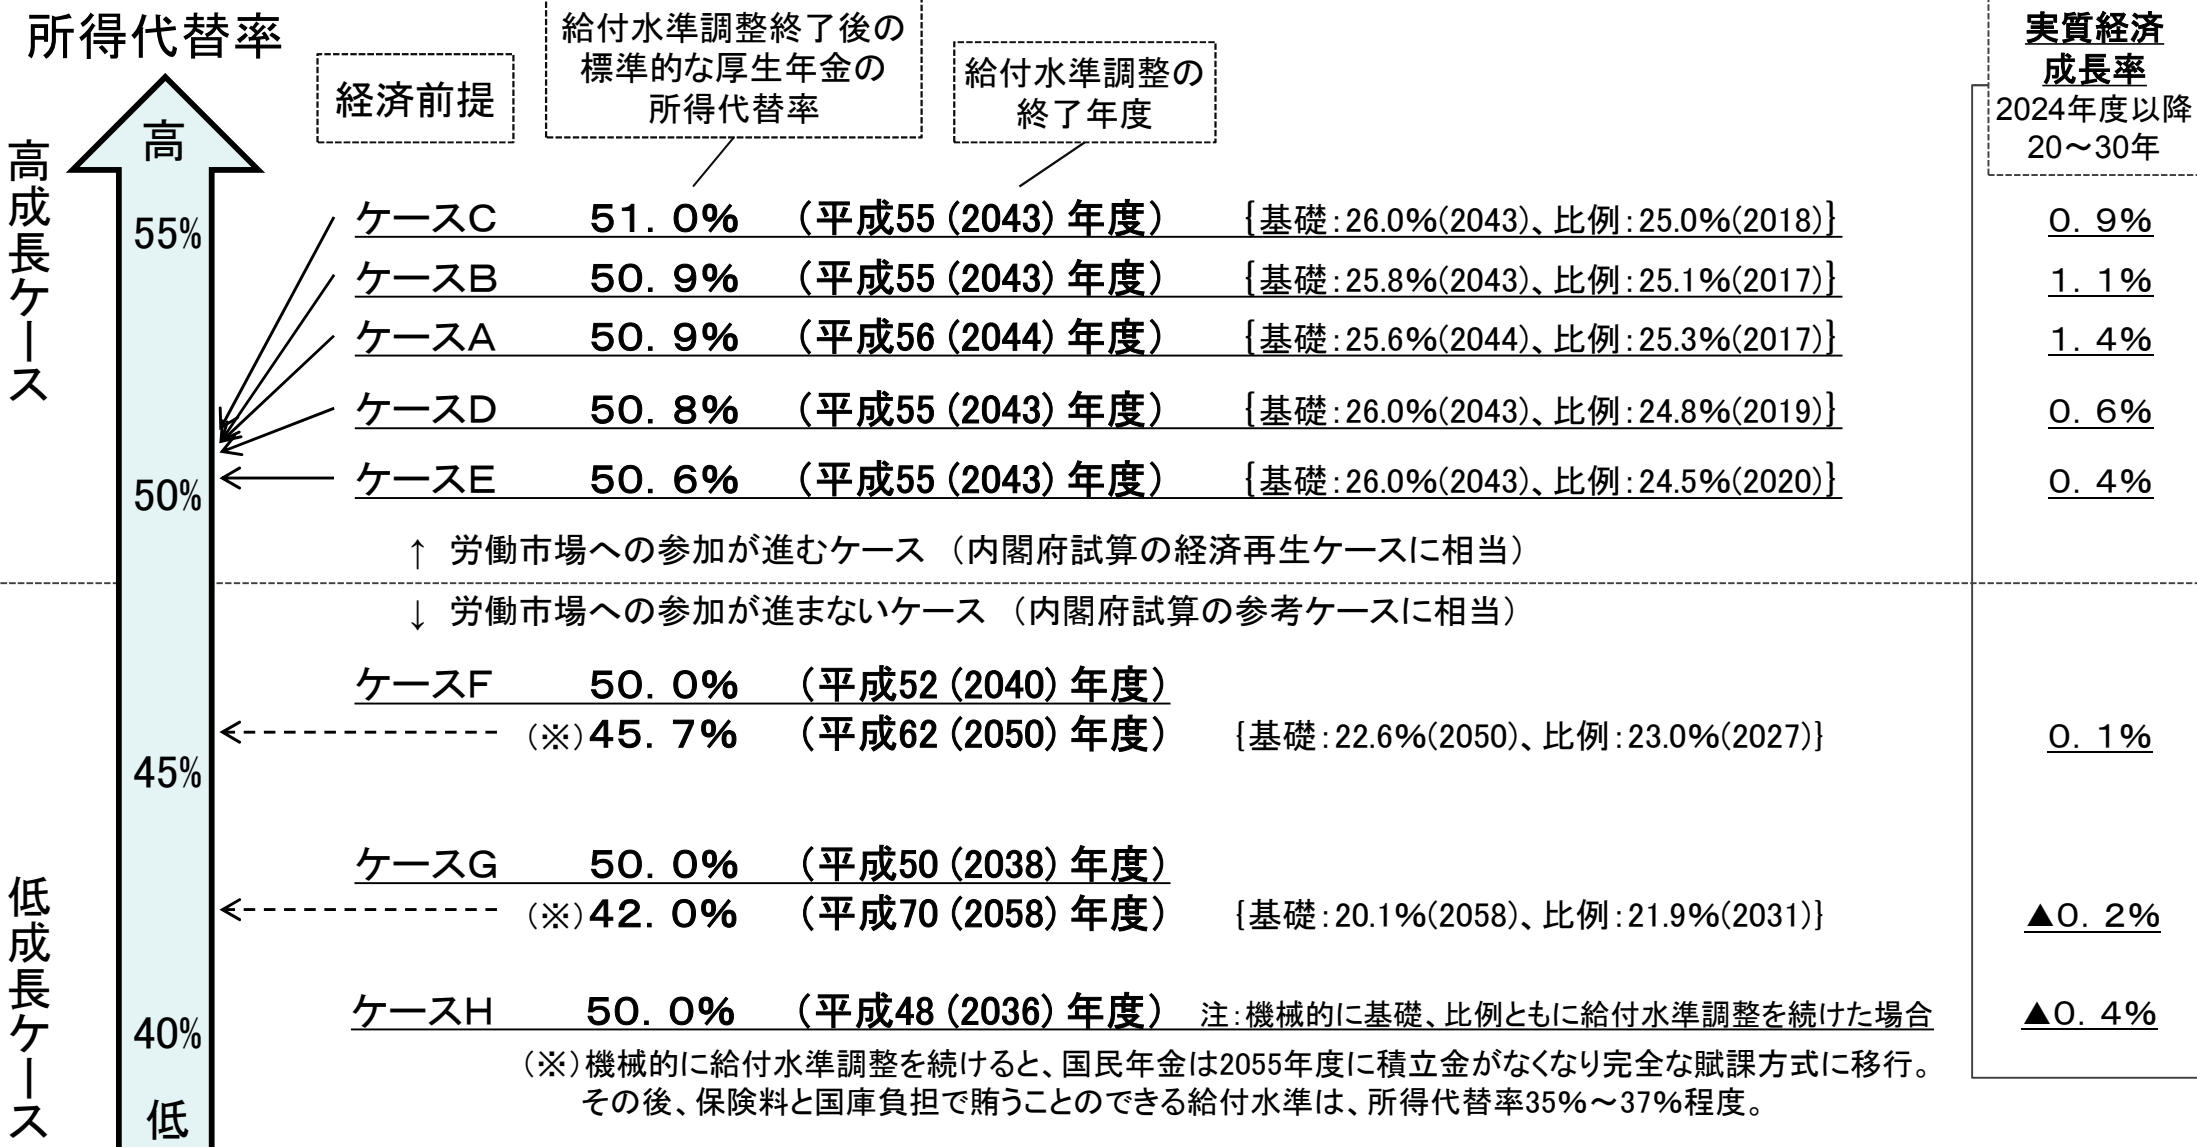 所得代替率
経済前提
給付水準調整終了後の
標準的な厚生年金の
所得代替率
給付水準調整の
終了年度
実質経済
成長率
2024年度以降
20～30年
高成長ケース
高
55%
50%
45%
40%
低
低成長ケース
ケースC 51.0% （平成55（2043）年度） {基礎：26.0%(2043)、比例：25.0%(2018)} 0.9%
ケースB 50.9% （平成55（2043）年度） {基礎：25.8%(2043)、比例：25.1%(2017)} 1.1%
ケースA 50.9% （平成56（2044）年度） {基礎：25.6%(2044)、比例：25.3%(2017)} 1.4%
ケースD 50.8% （平成55（2043）年度） {基礎：26.0%(2043)、比例：24.8%(2019)} 0.6%
ケースE 50.6% （平成55（2043）年度） {基礎：26.0%(2043)、比例：24.5%(2020)} 0.4%
↑ 労働市場への参加が進むケース （内閣府試算の経済再生ケースに相当）
↓ 労働市場への参加が進まないケース （内閣府試算の参考ケースに相当）
ケースF 50.0% （平成52（2040）年度）
（※）45.7% （平成62（2050）年度） {基礎：22.6%(2050)、比例：23.0%(2027)} 0.1%
ケースG 50.0% （平成50（2038）年度）
（※）42.0% （平成70（2058）年度） {基礎：20.1%(2058)、比例：21.9%(2031)} ▲0.2%
ケースH 50.0% （平成48（2036）年度） 注：機械的に基礎、比例ともに給付水準調整を続けた場合 ▲0.4%
（※）機械的に給付水準調整を続けると、国民年金は2055年度に積立金がなくなり完全な賦課方式に移行。
その後、保険料と国庫負担で賄うことのできる給付水準は、所得代替率35%～37%程度。